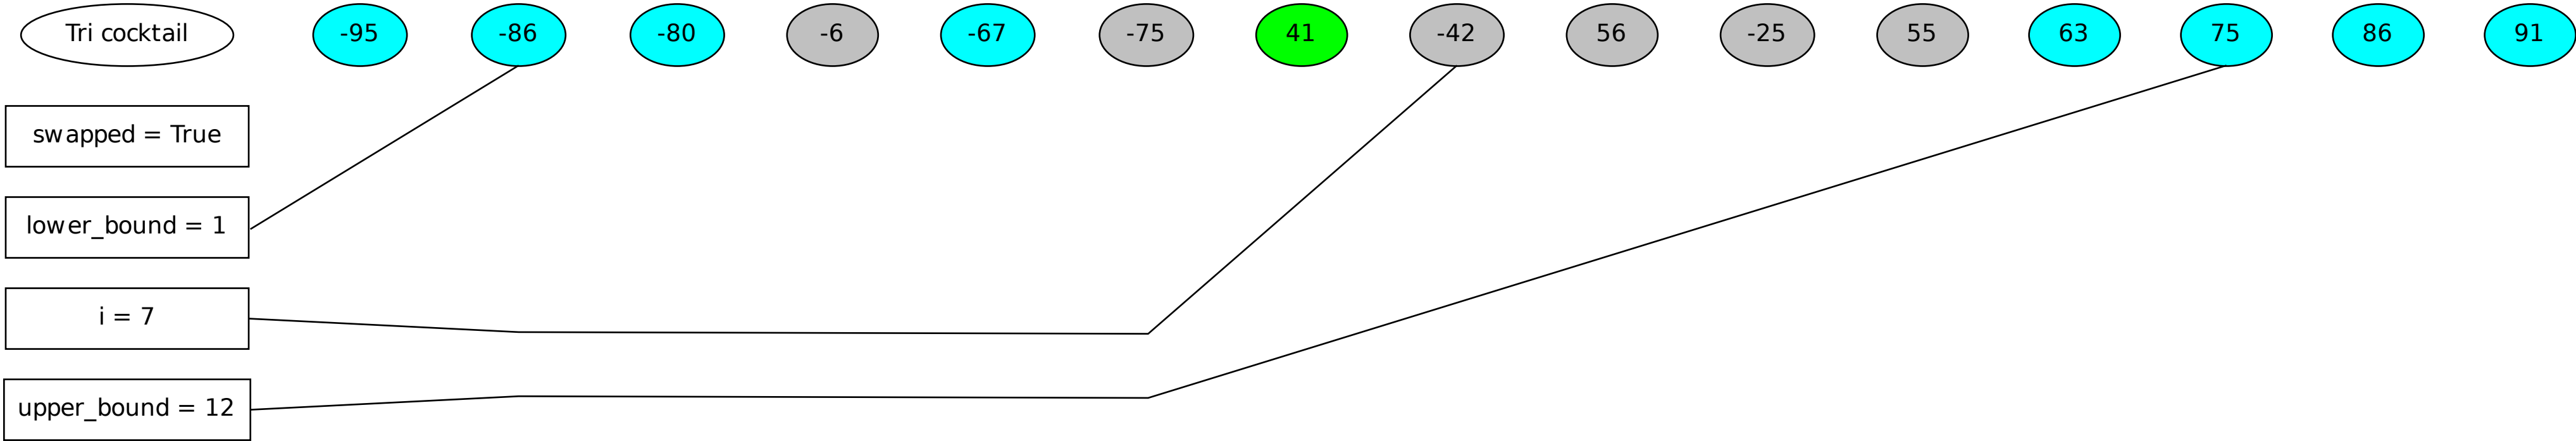 Tri cocktail -95 -86 -80 -6 -67 -75 41 -42 56 -25 55 63 75 86 91
swapped = True
lower_bound = 1
i = 7
upper_bound = 12